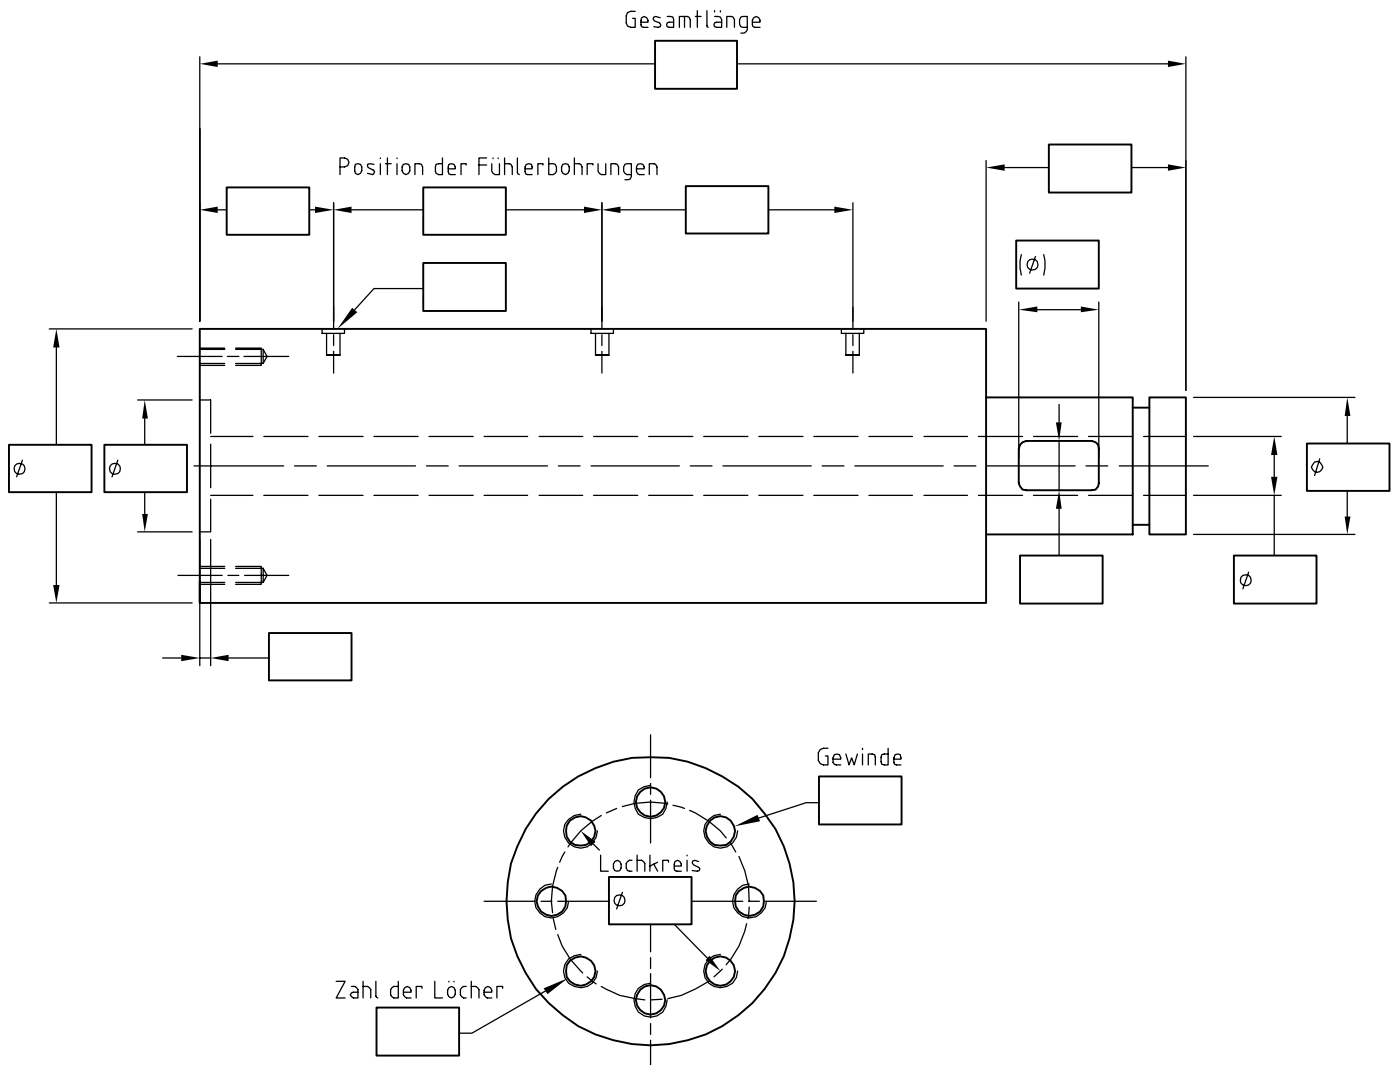 Gesamtlänge
Position der Fühlerbohrungen
(ϕ)
ϕ
ϕ
ϕ
ϕ
Gewinde
Lochkreis
ϕ
Zahl der Löcher